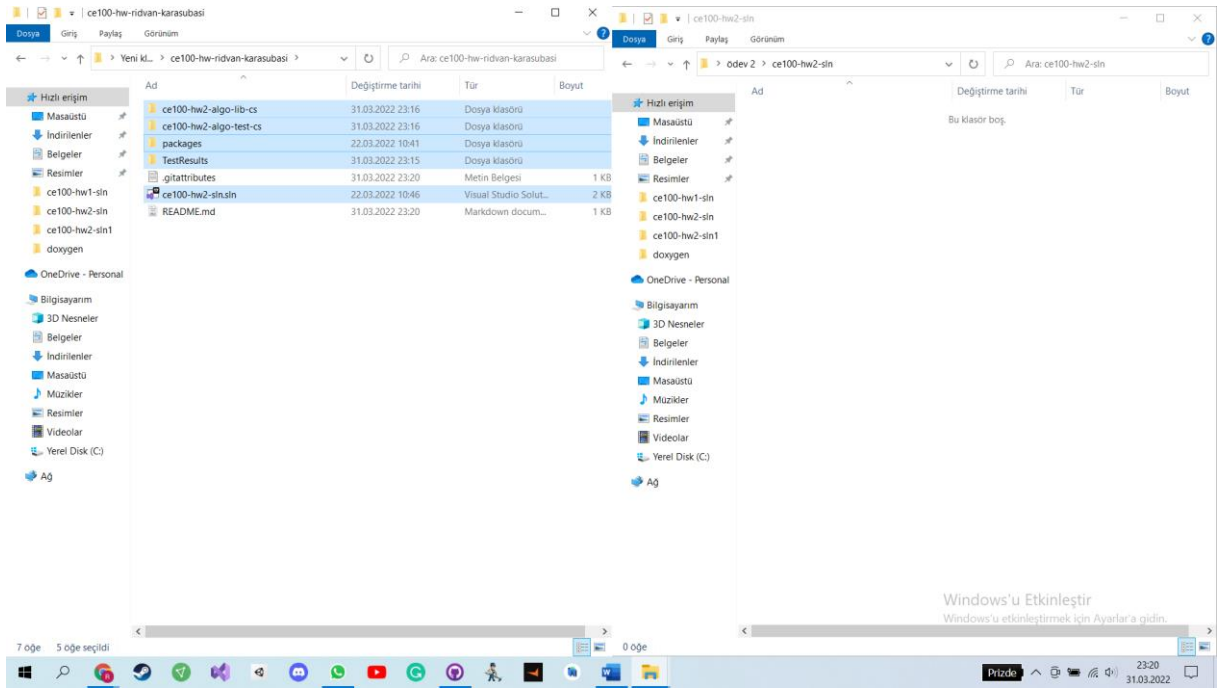 ce100-hw-ridvan-karasubasi
Dosya Giriş Paylaş Görünüm
Yeni kl... > ce100-hw-ridvan-karasubasi >
Ara: ce100-hw-ridvan-karasubasi
Ad Değiştirme tarihi Tür Boyut
ce100-hw2-algo-lib-cs 31.03.2022 23:16 Dosya klasörü
ce100-hw2-algo-test-cs 31.03.2022 23:16 Dosya klasörü
packages 22.03.2022 10:41 Dosya klasörü
TestResults 31.03.2022 23:15 Dosya klasörü
.gitattributes 31.03.2022 23:20 Metin Belgesi 1 KB
ce100-hw2-sln.sln 22.03.2022 10:46 Visual Studio Solut... 2 KB
README.md 31.03.2022 23:20 Markdown docum... 1 KB
Hızlı erişim
Masaüstü
İndirilenler
Belgeler
Resimler
ce100-hw1-sln
ce100-hw2-sln
ce100-hw2-sln1
doxygen
OneDrive - Personal
Bilgisayarım
3D Nesneler
Belgeler
İndirilenler
Masaüstü
Müzikler
Resimler
Videolar
Yerel Disk (C:)
Ağ
7 öğe 5 öğe seçildi
ce100-hw2-sln
Dosya Giriş Paylaş Görünüm
ödev 2 > ce100-hw2-sln
Ara: ce100-hw2-sln
Ad Değiştirme tarihi Tür Boyut
Bu klasör boş.
Hızlı erişim
Masaüstü
İndirilenler
Belgeler
Resimler
ce100-hw1-sln
ce100-hw2-sln
ce100-hw2-sln1
doxygen
OneDrive - Personal
Bilgisayarım
3D Nesneler
Belgeler
İndirilenler
Masaüstü
Müzikler
Resimler
Videolar
Yerel Disk (C:)
Ağ
Windows'u Etkinleştir
Windows'u etkinleştirmek için Ayarlar'a gidin.
0 öğe
Prizde
23:20
31.03.2022